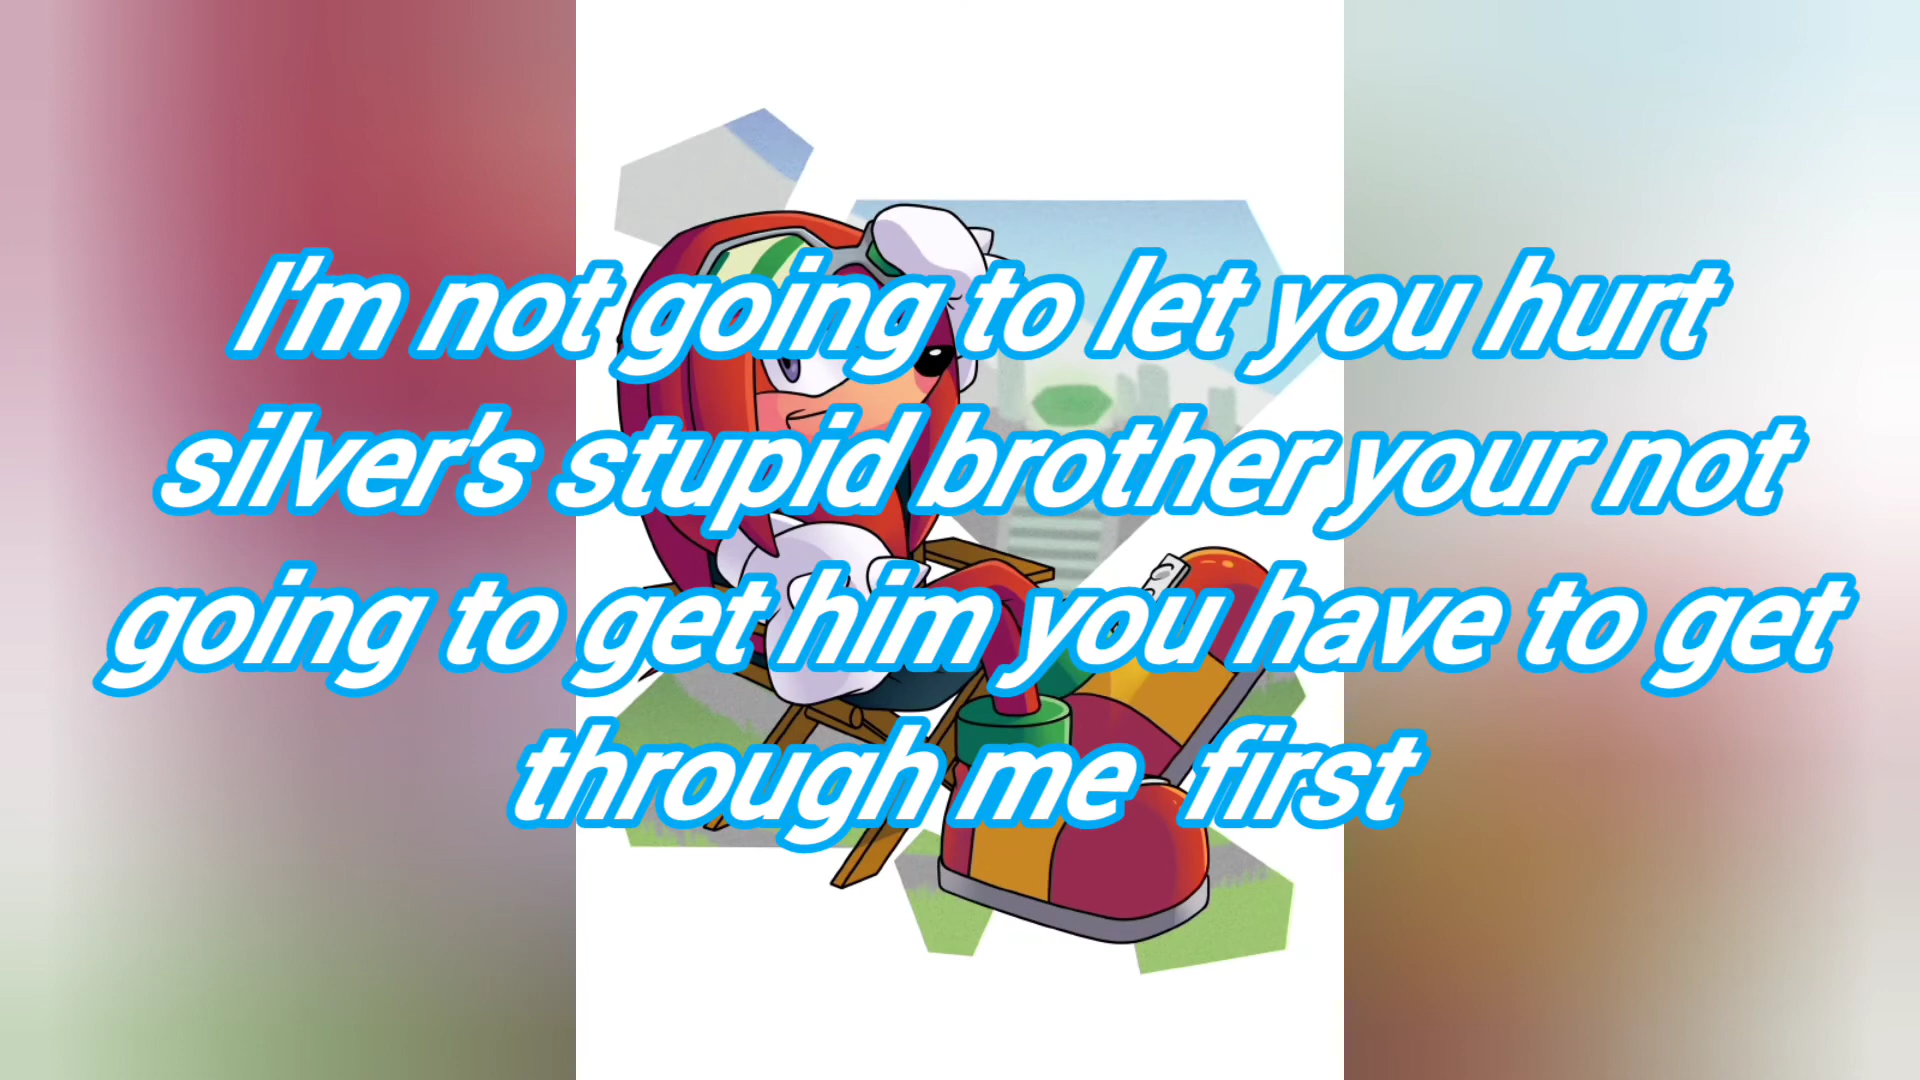 I'm not going to let you hurt
silver's stupid brother your not
going to get him you have to get
through me  first